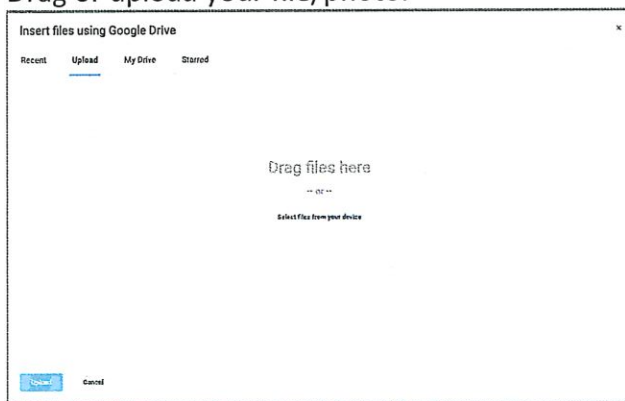 Drag or upload your file/photo.
Insert files using Google Drive x
Recent Upload My Drive Starred
Drag files here
-- or --
Select files from your device
Upload Cancel